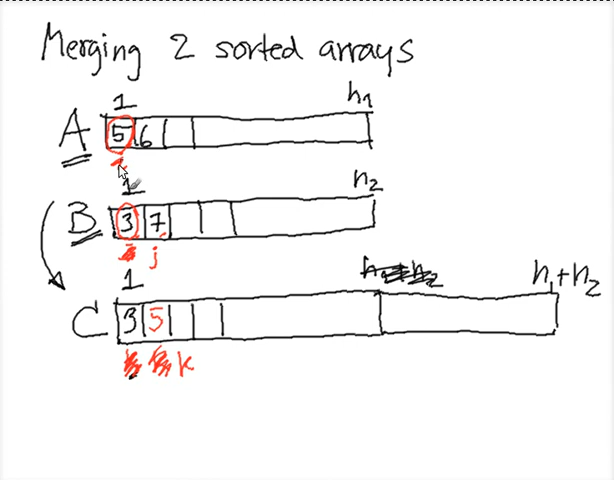 Merging 2 sorted arrays
1 n₁
A 5 6
1 n₂
B 3 7
j
1 n₁+n₂
C 3 5
k